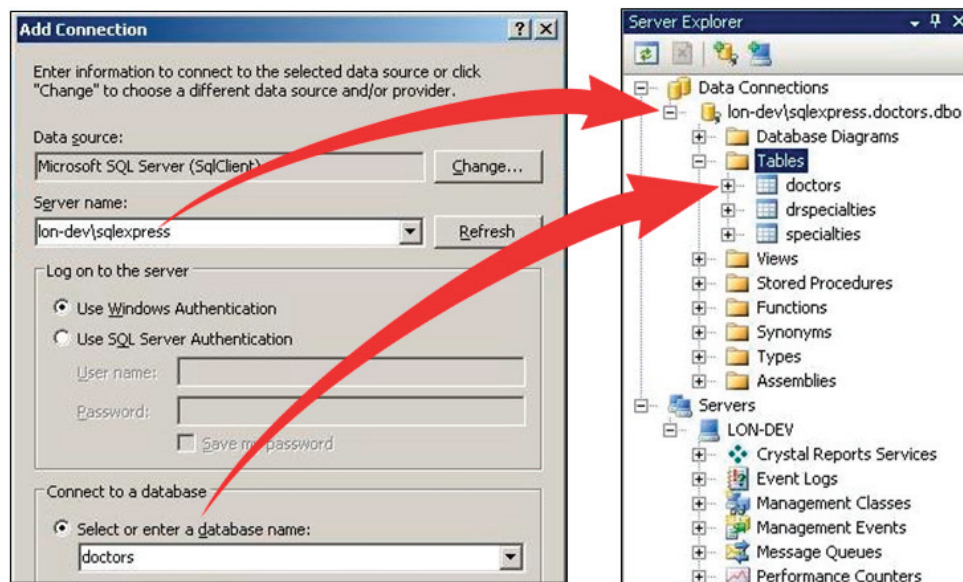 Add Connection
Enter information to connect to the selected data source or click
"Change" to choose a different data source and/or provider.
Data source:
Microsoft SQL Server (SqlClient)
Change...
Server name:
lon-dev\sqlexpress
Refresh
Log on to the server
Use Windows Authentication
Use SQL Server Authentication
User name:
Password:
Save my password
Connect to a database
Select or enter a database name:
doctors
Server Explorer
Data Connections
lon-dev\sqlexpress.doctors.dbo
Database Diagrams
Tables
doctors
drspecialties
specialties
Views
Stored Procedures
Functions
Synonyms
Types
Assemblies
Servers
LON-DEV
Crystal Reports Services
Event Logs
Management Classes
Management Events
Message Queues
Performance Counters